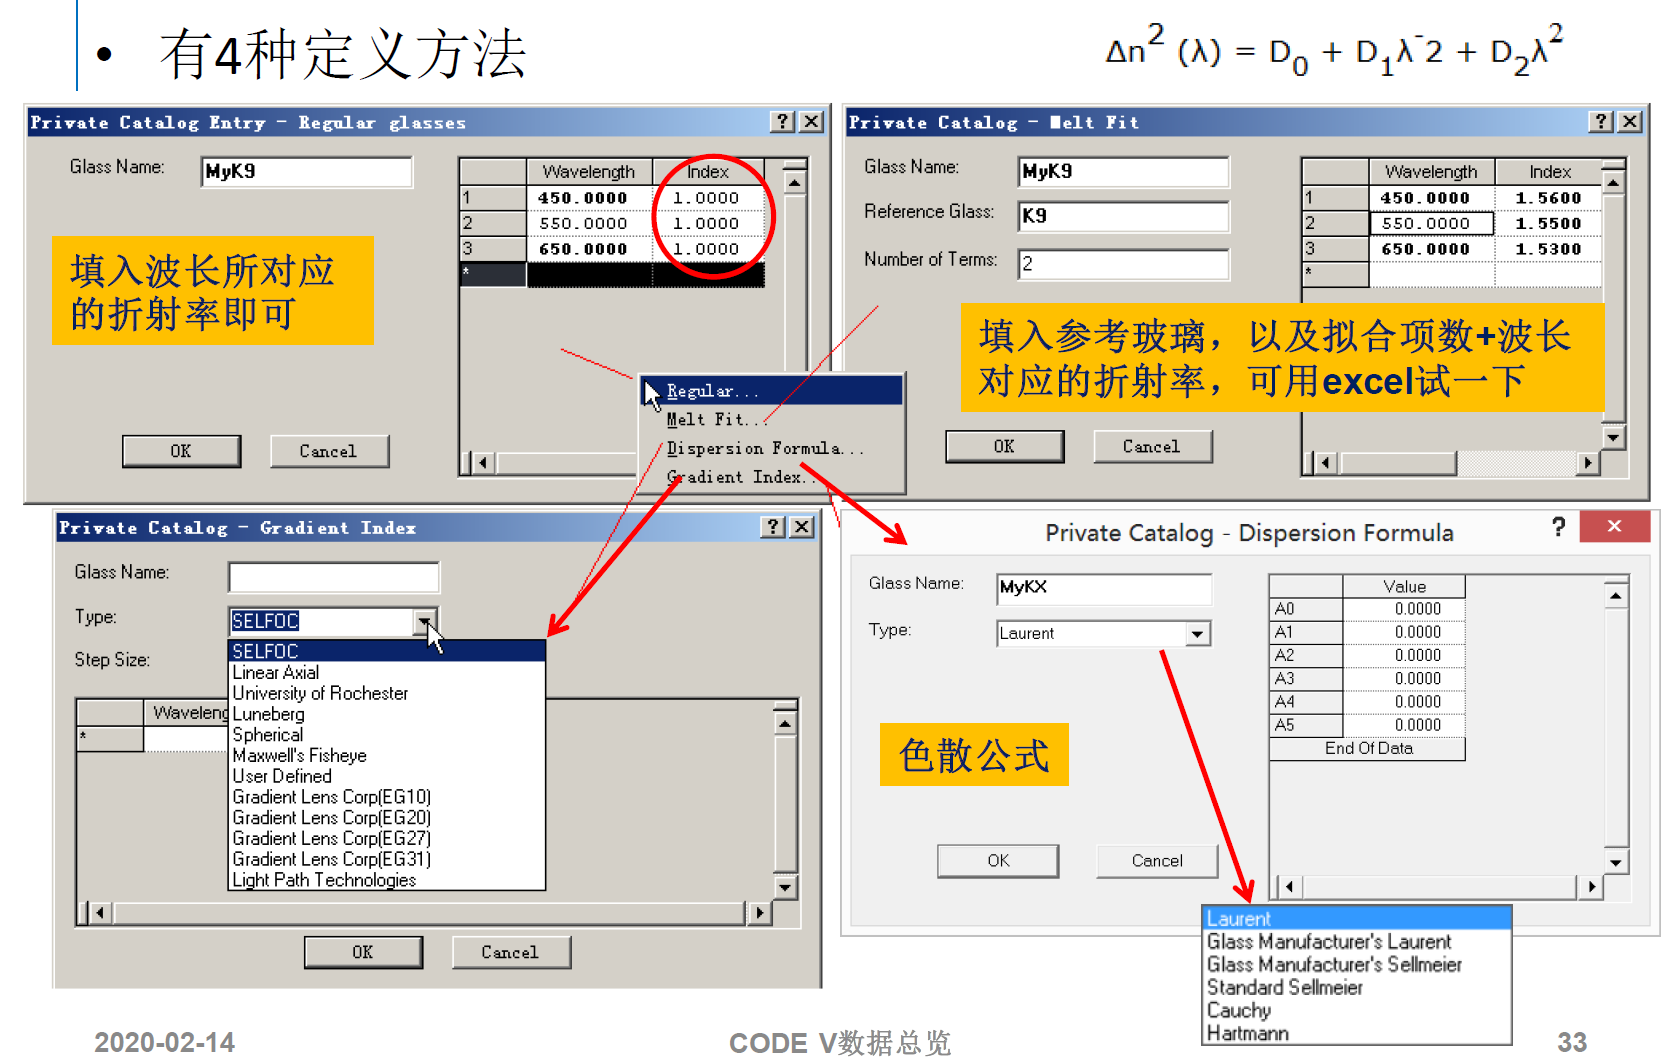 • 有4种定义方法
Δn² (λ) = D₀ + D₁λ⁻2 + D₂λ²
Private Catalog Entry - Regular glasses
Glass Name: MyK9
Wavelength Index
1 450.0000 1.0000
2 550.0000 1.0000
3 650.0000 1.0000
*
填入波长所对应
的折射率即可
OK Cancel
Private Catalog - Melt Fit
Glass Name: MyK9
Reference Glass: K9
Number of Terms: 2
Wavelength Index
1 450.0000 1.5600
2 550.0000 1.5500
3 650.0000 1.5300
*
填入参考玻璃，以及拟合项数+波长
对应的折射率，可用excel试一下
OK Cancel
Regular...
Melt Fit...
Dispersion Formula...
Gradient Index..
Private Catalog - Gradient Index
Glass Name:
Type: SELFOC
Step Size:
SELFOC
Linear Axial
University of Rochester
Luneberg
Spherical
Maxwell's Fisheye
User Defined
Gradient Lens Corp(EG10)
Gradient Lens Corp(EG20)
Gradient Lens Corp(EG27)
Gradient Lens Corp(EG31)
Light Path Technologies
Waveleng
*
OK Cancel
Private Catalog - Dispersion Formula
Glass Name: MyKX
Type: Laurent
Value
A0 0.0000
A1 0.0000
A2 0.0000
A3 0.0000
A4 0.0000
A5 0.0000
End Of Data
色散公式
OK Cancel
Laurent
Glass Manufacturer's Laurent
Glass Manufacturer's Sellmeier
Standard Sellmeier
Cauchy
Hartmann
2020-02-14 CODE V数据总览 33